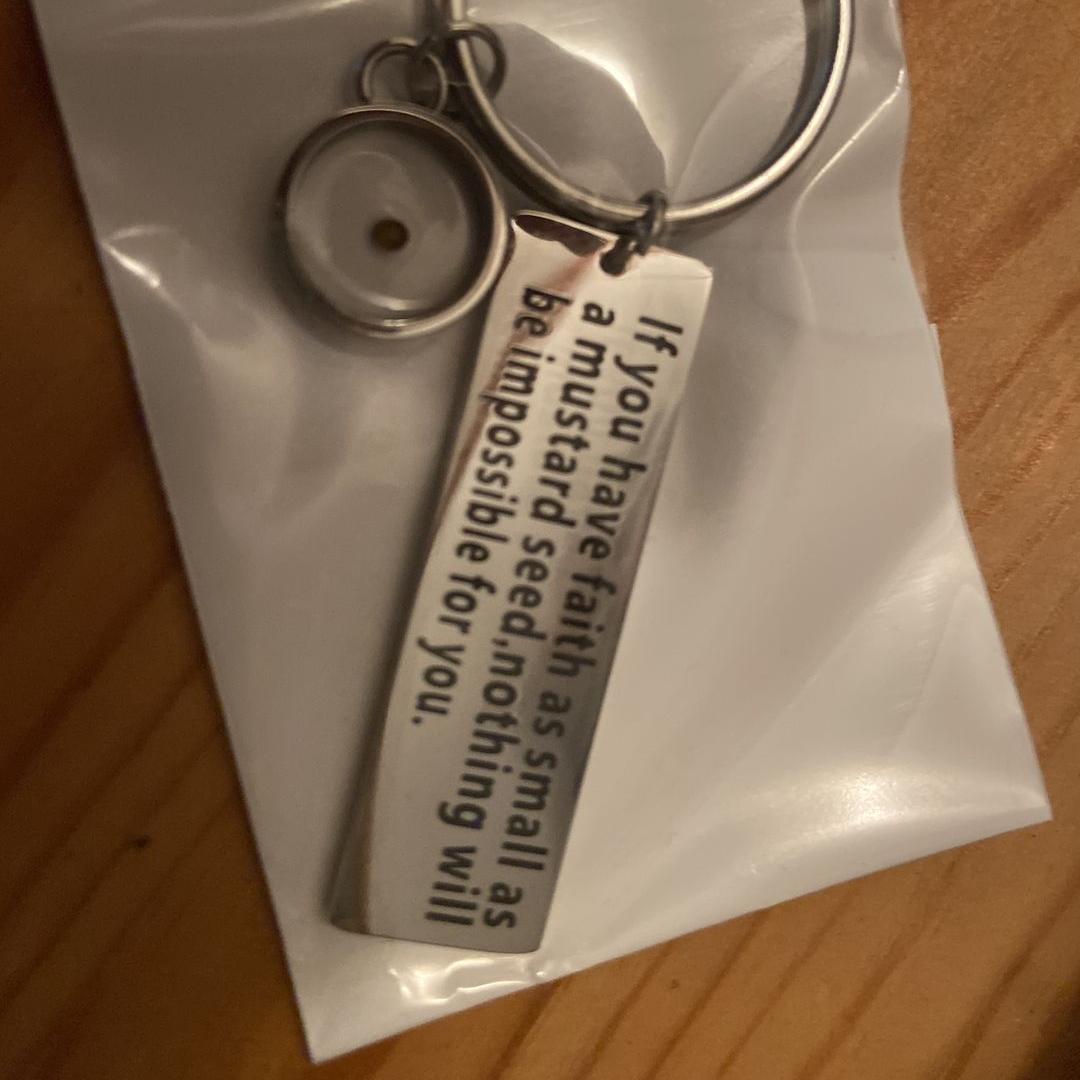 If you have faith as small as
a mustard seed,nothing will
be impossible for you.